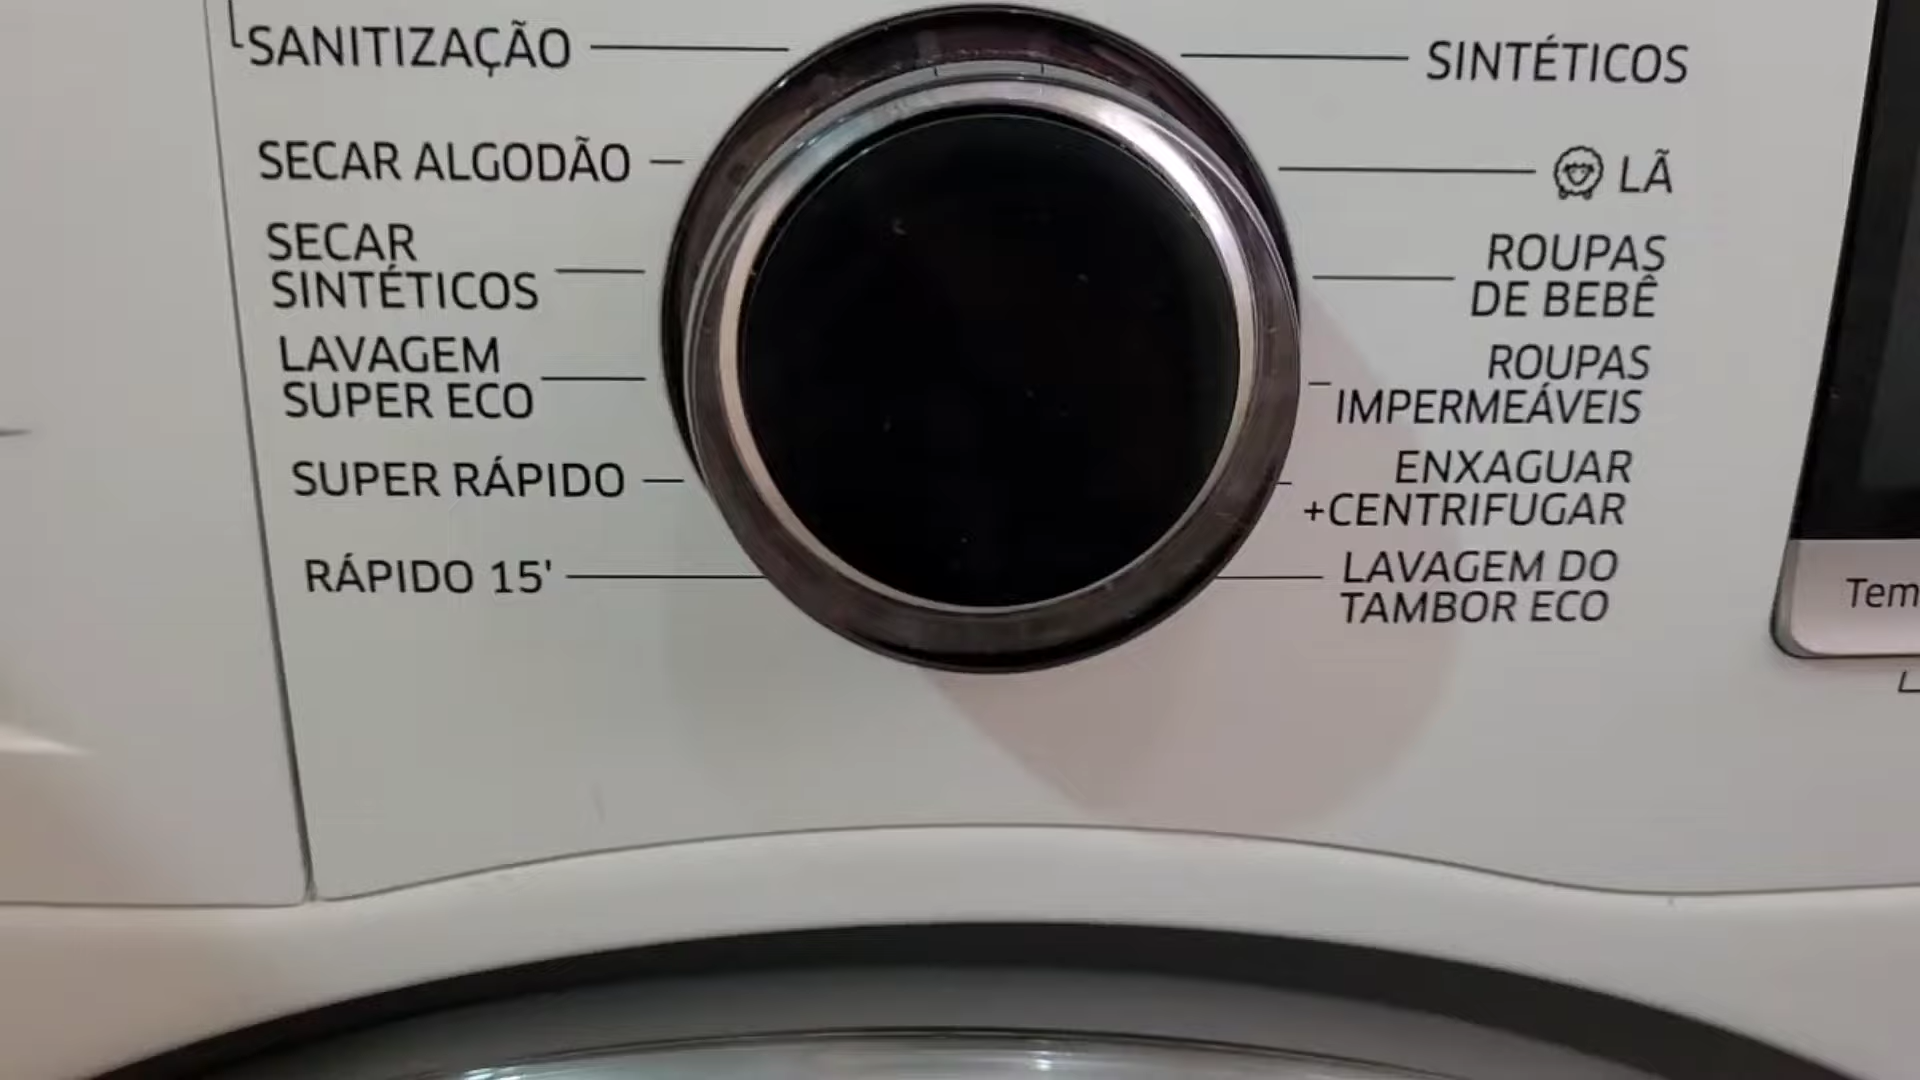 SANITIZAÇÃO
SECAR ALGODÃO
SECAR
SINTÉTICOS
LAVAGEM
SUPER ECO
SUPER RÁPIDO
RÁPIDO 15'
SINTÉTICOS
LÃ
ROUPAS
DE BEBÊ
ROUPAS
IMPERMEÁVEIS
ENXAGUAR
+CENTRIFUGAR
LAVAGEM DO
TAMBOR ECO
Tem